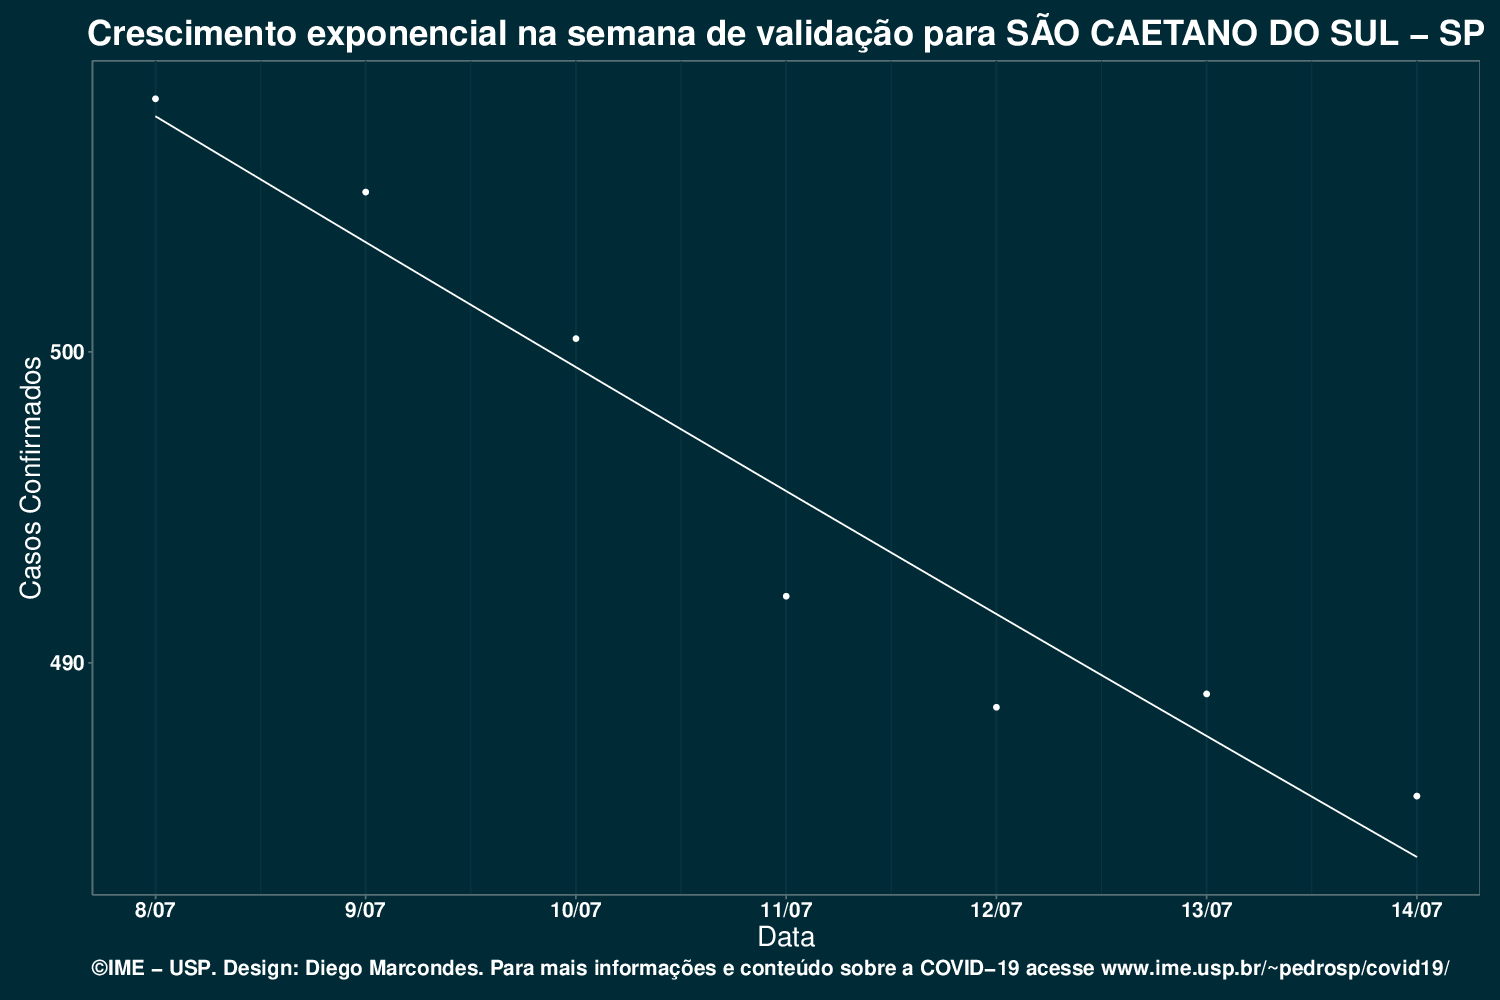 Crescimento exponencial na semana de validação para SÃO CAETANO DO SUL – SP
Casos Confirmados
500
490
8/07 9/07 10/07 11/07 12/07 13/07 14/07
Data
©IME – USP. Design: Diego Marcondes. Para mais informações e conteúdo sobre a COVID–19 acesse www.ime.usp.br/~pedrosp/covid19/